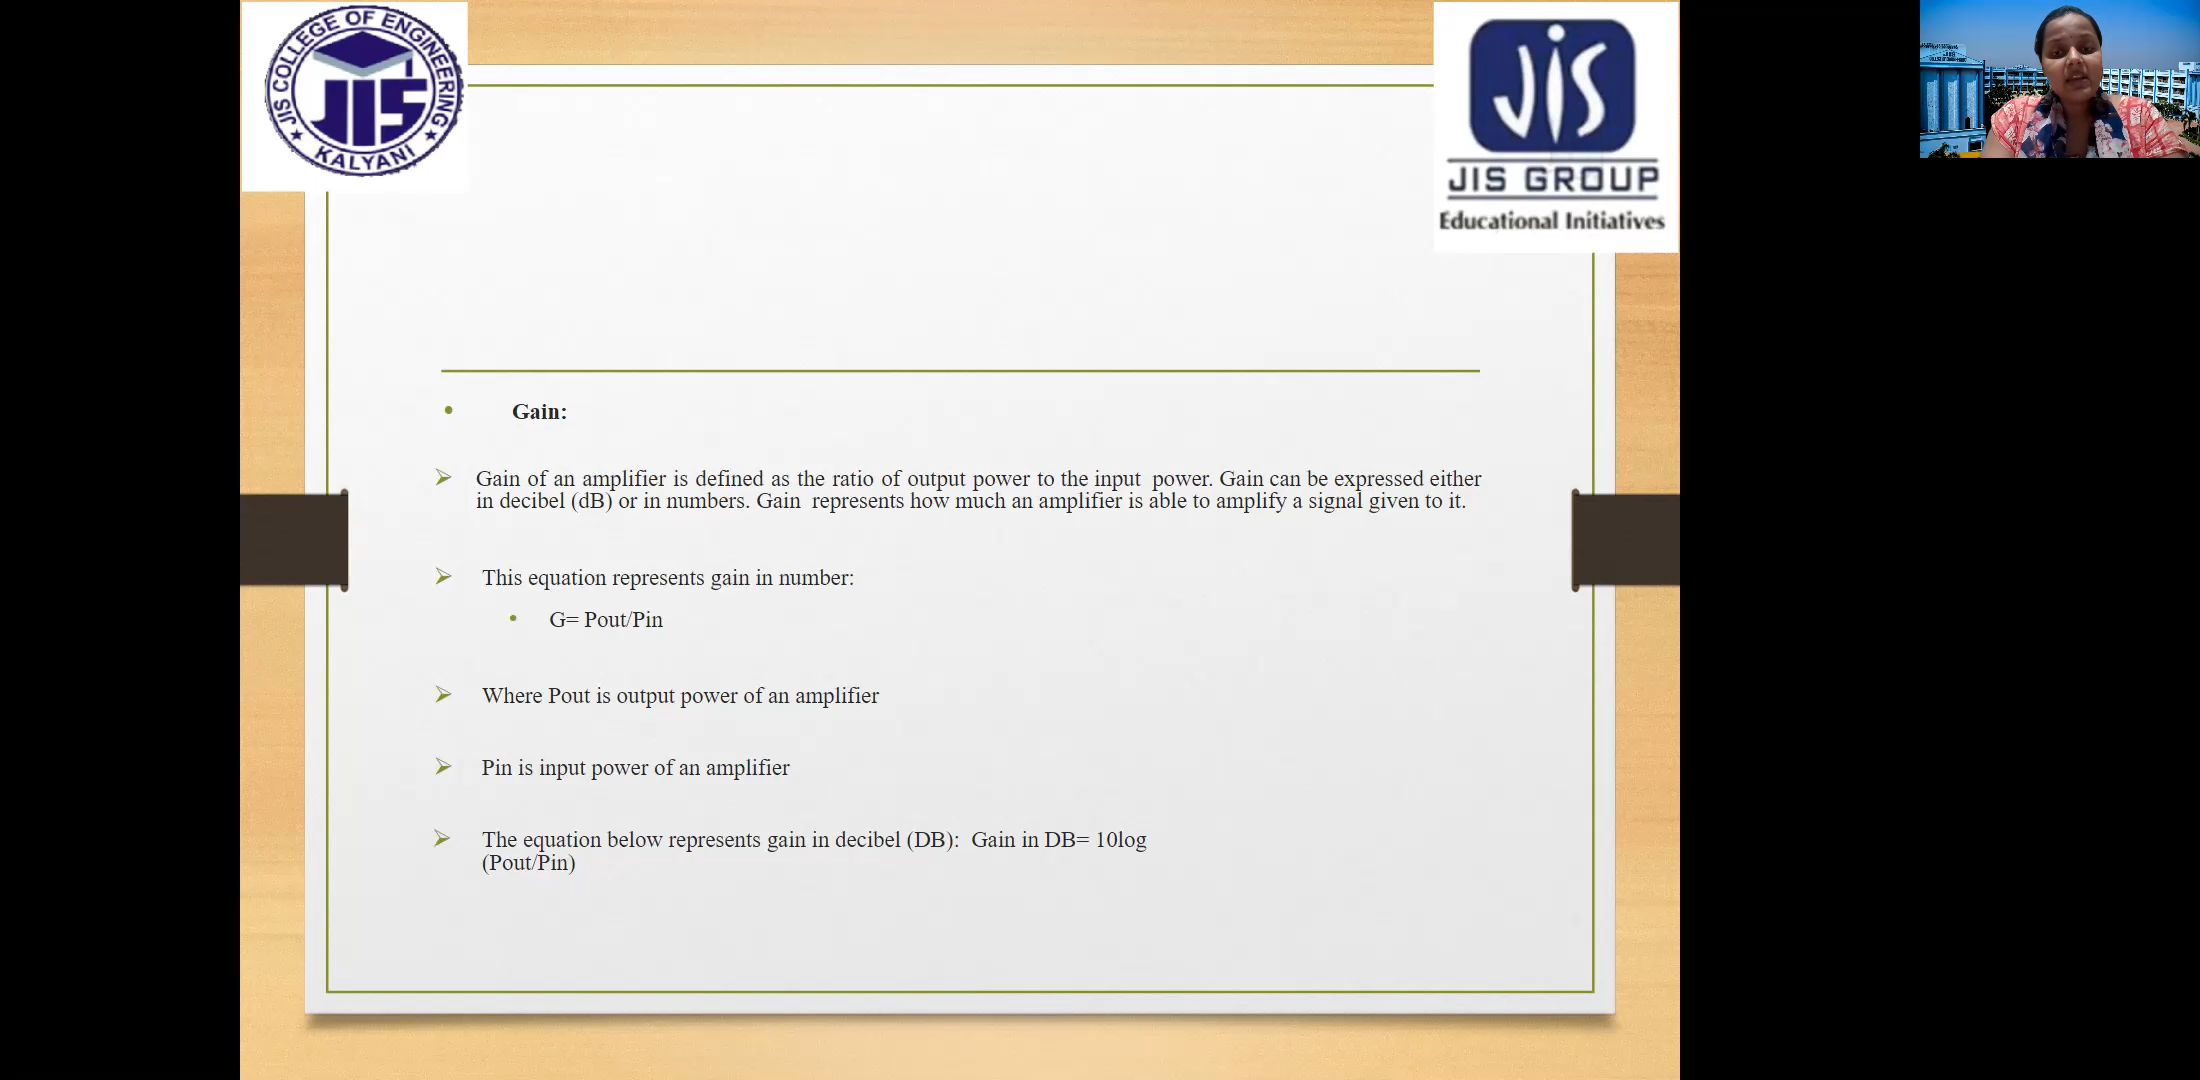 JIS COLLEGE OF ENGINEERING
JIS
KALYANI
JIS
JIS GROUP
Educational Initiatives
• Gain:
➢ Gain of an amplifier is defined as the ratio of output power to the input power. Gain can be expressed either
in decibel (dB) or in numbers. Gain represents how much an amplifier is able to amplify a signal given to it.
➢ This equation represents gain in number:
• G= Pout/Pin
➢ Where Pout is output power of an amplifier
➢ Pin is input power of an amplifier
➢ The equation below represents gain in decibel (DB): Gain in DB= 10log
(Pout/Pin)